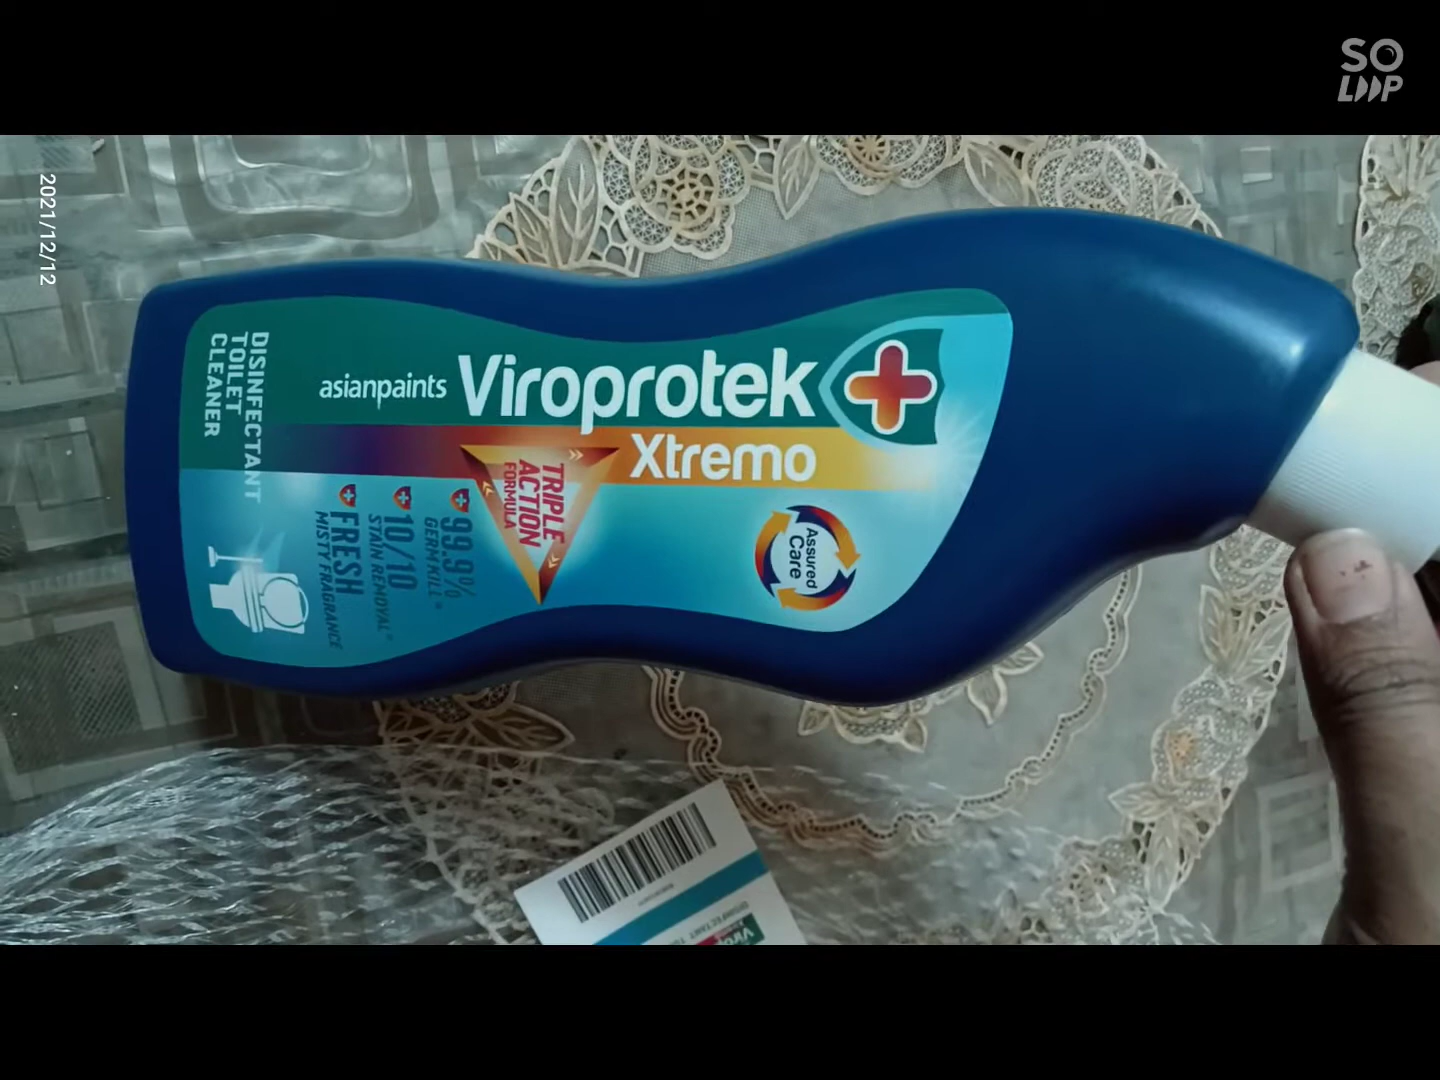 SO
LOOP
2021/12/12
asianpaints
Viroprotek
Xtremo
Assured
Care
TRIPLE
ACTION
FORMULA
99.9%
GERM KILL*
10/10
STAIN REMOVAL*
FRESH
MISTY FRAGRANCE
DISINFECTANT
TOILET
CLEANER